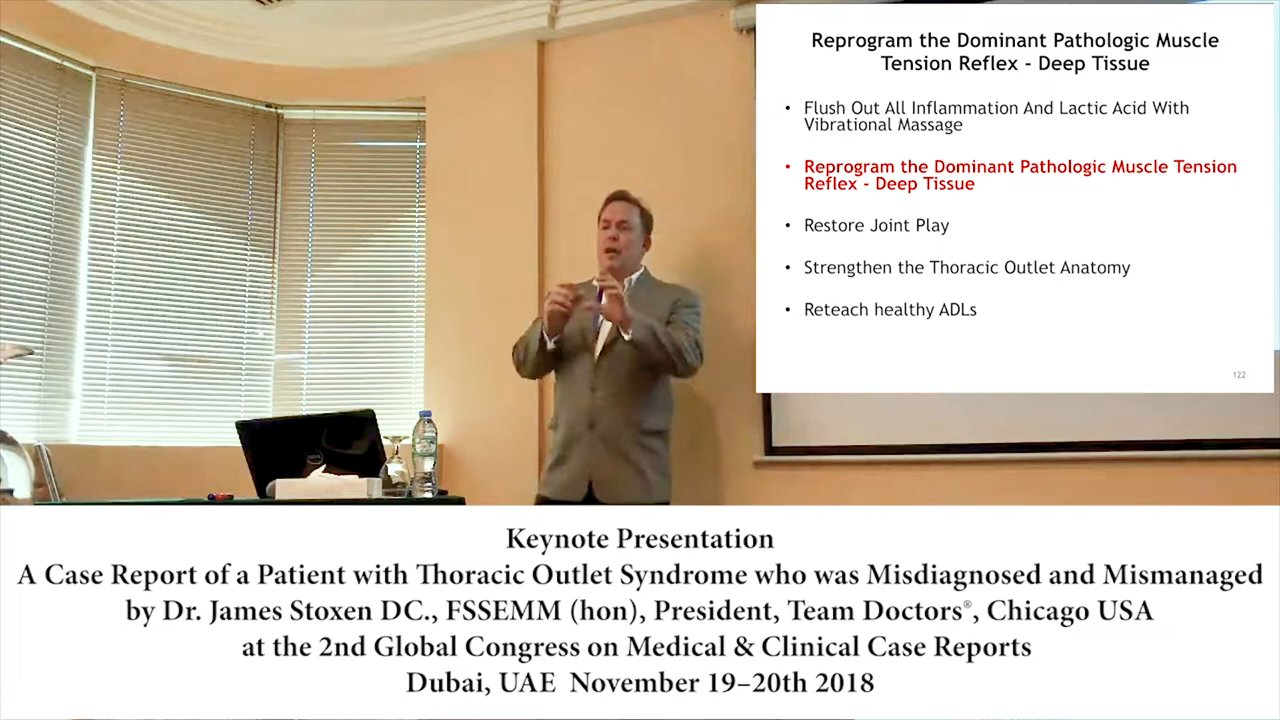 Reprogram the Dominant Pathologic Muscle
Tension Reflex - Deep Tissue
• Flush Out All Inflammation And Lactic Acid With
Vibrational Massage
• Reprogram the Dominant Pathologic Muscle Tension
Reflex - Deep Tissue
• Restore Joint Play
• Strengthen the Thoracic Outlet Anatomy
• Reteach healthy ADLs
122
DELL
Keynote Presentation
A Case Report of a Patient with Thoracic Outlet Syndrome who was Misdiagnosed and Mismanaged
by Dr. James Stoxen DC., FSSEMM (hon), President, Team Doctors®, Chicago USA
at the 2nd Global Congress on Medical & Clinical Case Reports
Dubai, UAE November 19–20th 2018